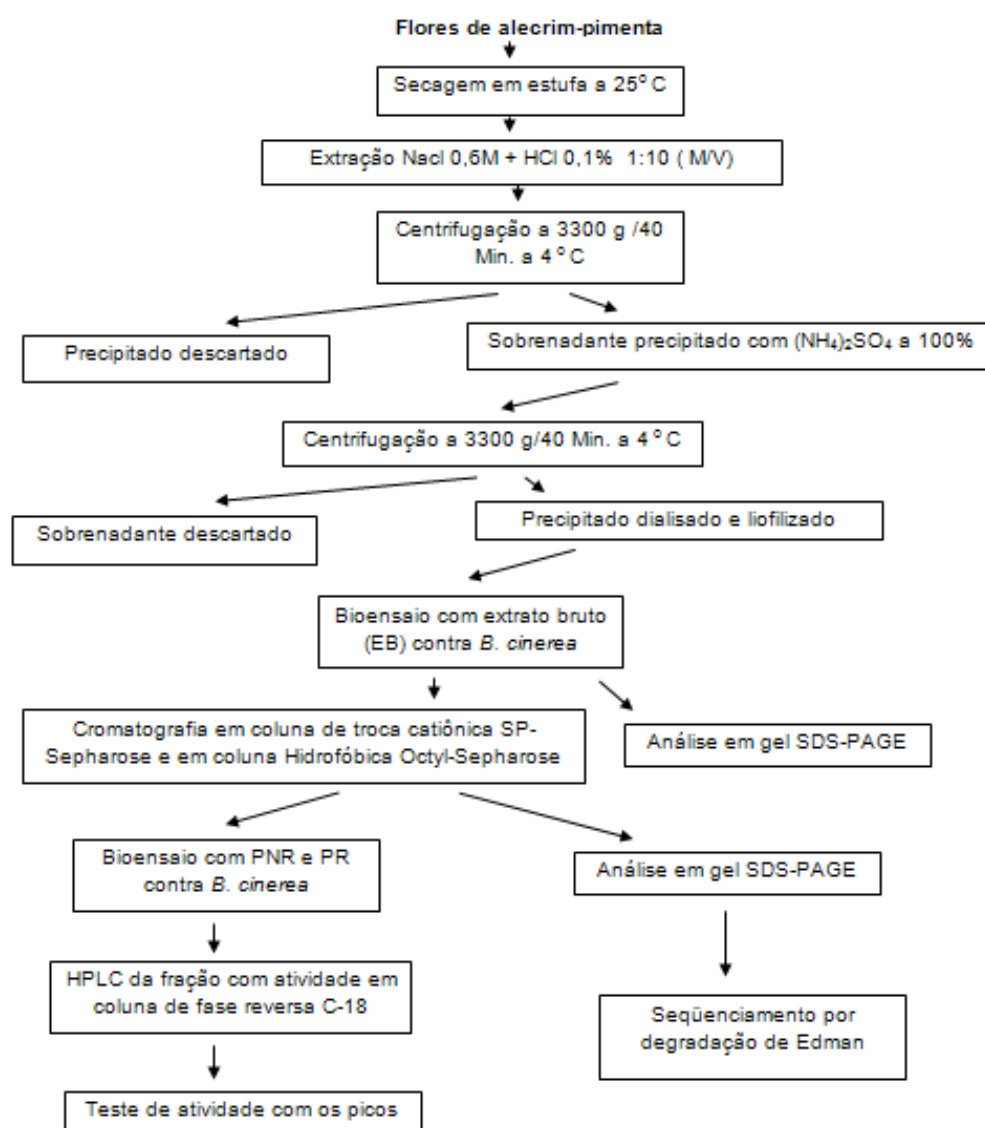 Flores de alecrim-pimenta
Secagem em estufa a 25º C
Extração Nacl 0,6M + HCl 0,1% 1:10 ( M/V)
Centrifugação a 3300 g /40
Min. a 4 º C
Precipitado descartado
Sobrenadante precipitado com (NH₄)₂SO₄ a 100%
Centrifugação a 3300 g/40 Min. a 4 º C
Sobrenadante descartado
Precipitado dialisado e liofilizado
Bioensaio com extrato bruto
(EB) contra B. cinerea
Cromatografia em coluna de troca catiônica SP-
Sepharose e em coluna Hidrofóbica Octyl-Sepharose
Análise em gel SDS-PAGE
Bioensaio com PNR e PR
contra B. cinerea
Análise em gel SDS-PAGE
HPLC da fração com atividade em
coluna de fase reversa C-18
Seqüenciamento por
degradação de Edman
Teste de atividade com os picos